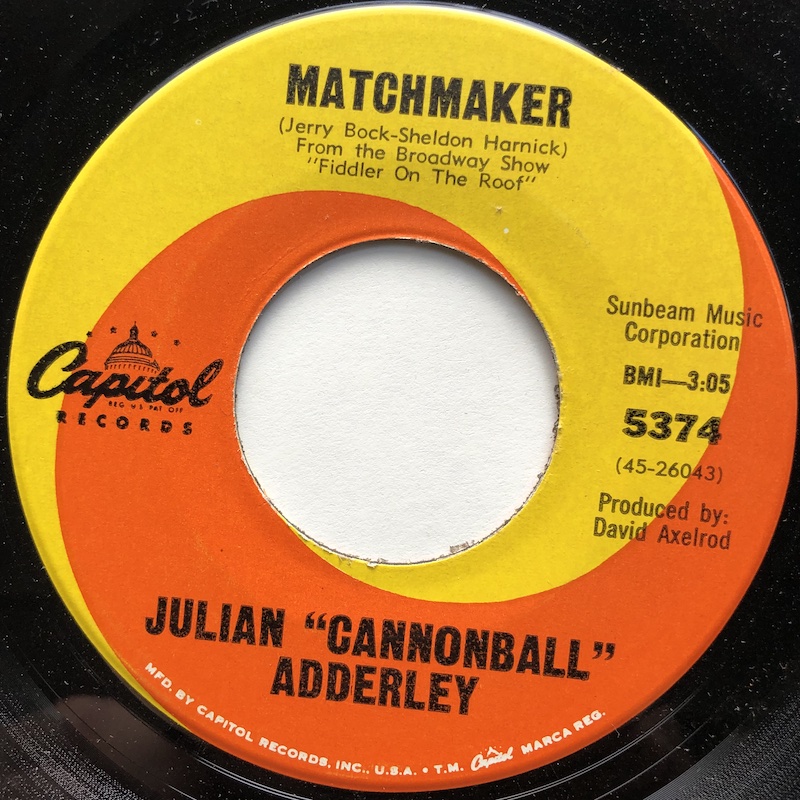 MATCHMAKER
(Jerry Bock-Sheldon Harnick)
From the Broadway Show
"Fiddler On The Roof"
Sunbeam Music
Corporation
BMI—3:05
5374
(45-26043)
Produced by:
David Axelrod
Capitol
REG. U.S. PAT. OFF.
RECORDS
JULIAN "CANNONBALL"
ADDERLEY
MFD. BY CAPITOL RECORDS, INC., U.S.A. • T.M. Capitol MARCA REG.